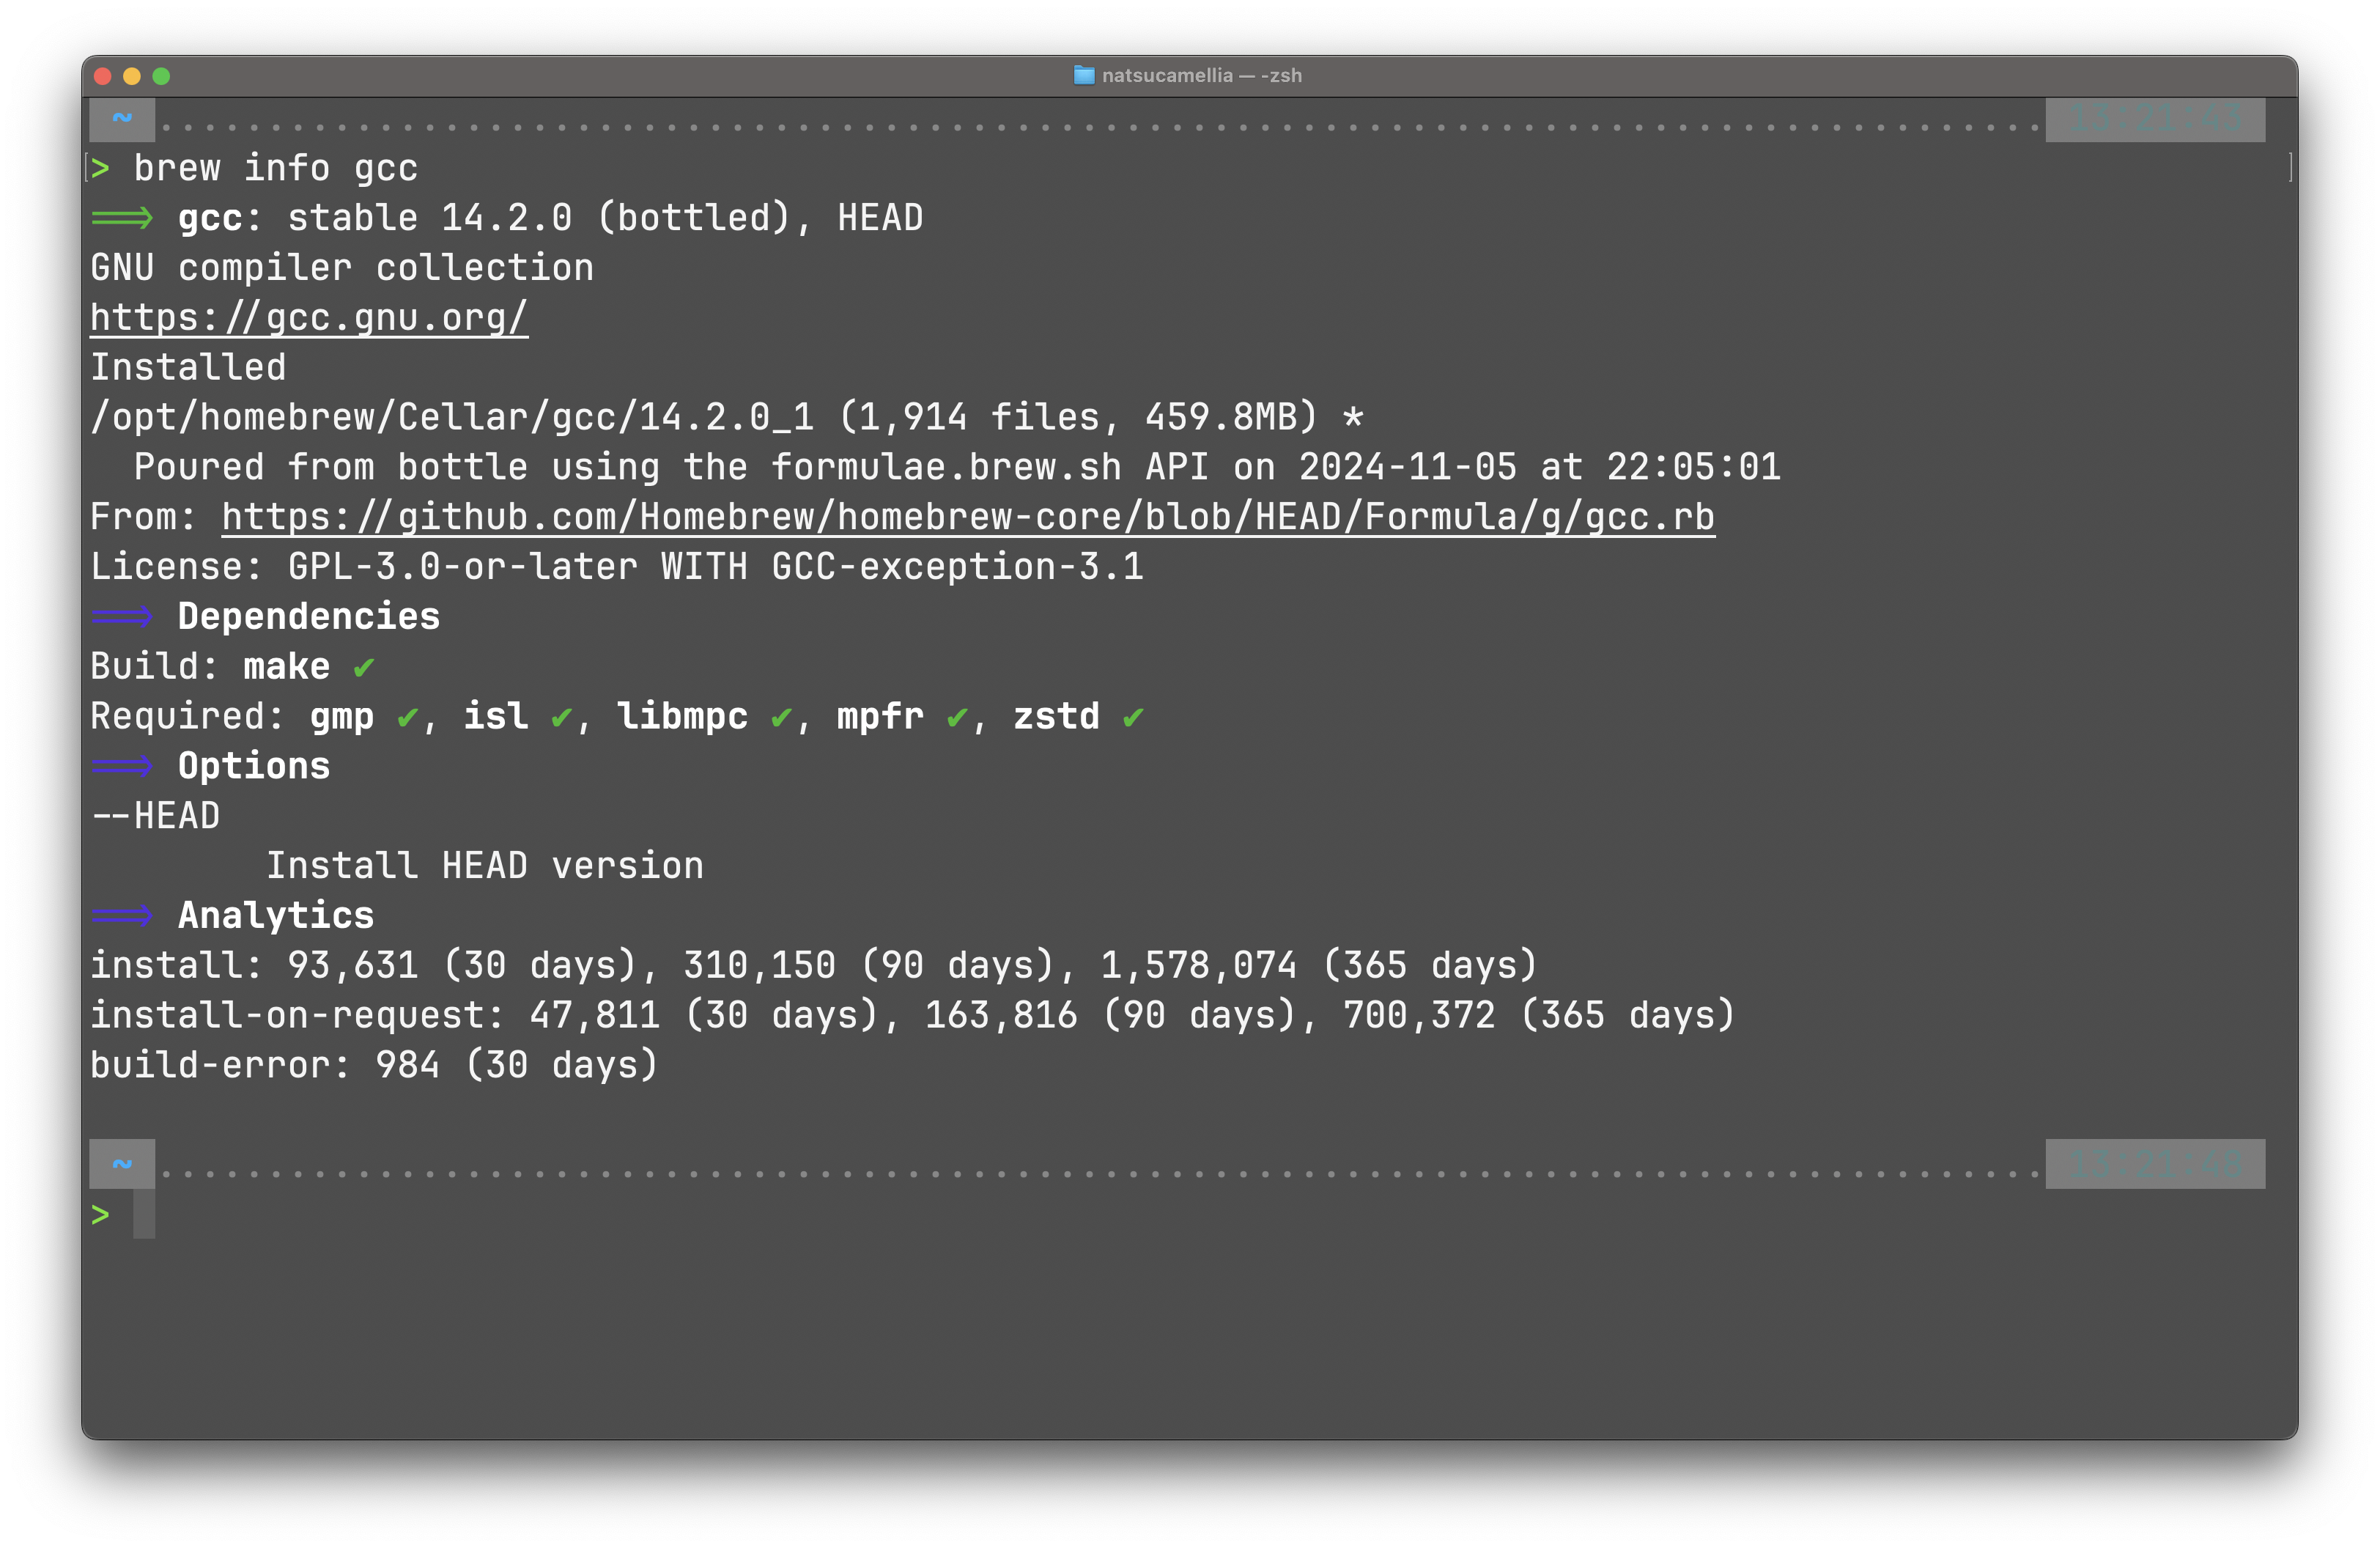 natsucamellia — -zsh
~ 13:21:43
> brew info gcc
==> gcc: stable 14.2.0 (bottled), HEAD
GNU compiler collection
https://gcc.gnu.org/
Installed
/opt/homebrew/Cellar/gcc/14.2.0_1 (1,914 files, 459.8MB) *
  Poured from bottle using the formulae.brew.sh API on 2024-11-05 at 22:05:01
From: https://github.com/Homebrew/homebrew-core/blob/HEAD/Formula/g/gcc.rb
License: GPL-3.0-or-later WITH GCC-exception-3.1
==> Dependencies
Build: make ✔
Required: gmp ✔, isl ✔, libmpc ✔, mpfr ✔, zstd ✔
==> Options
--HEAD
        Install HEAD version
==> Analytics
install: 93,631 (30 days), 310,150 (90 days), 1,578,074 (365 days)
install-on-request: 47,811 (30 days), 163,816 (90 days), 700,372 (365 days)
build-error: 984 (30 days)
~ 13:21:48
>